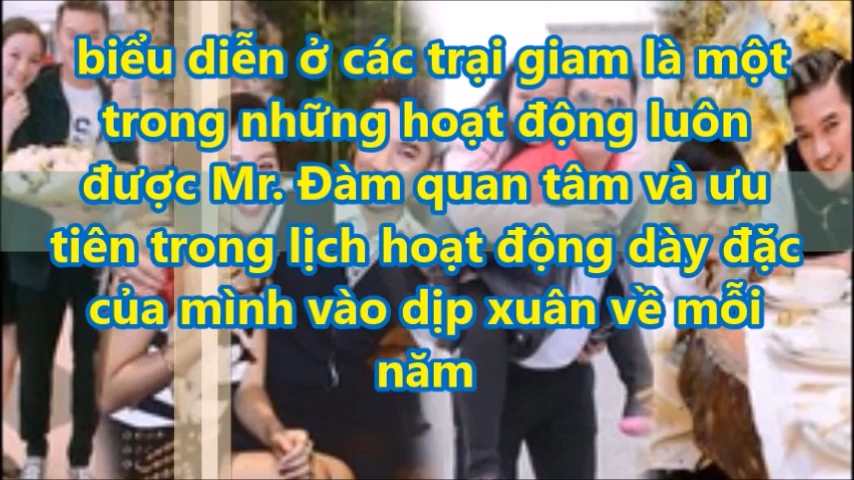 biểu diễn ở các trại giam là một
trong những hoạt động luôn
được Mr. Đàm quan tâm và ưu
tiên trong lịch hoạt động dày đặc
của mình vào dịp xuân về mỗi
năm